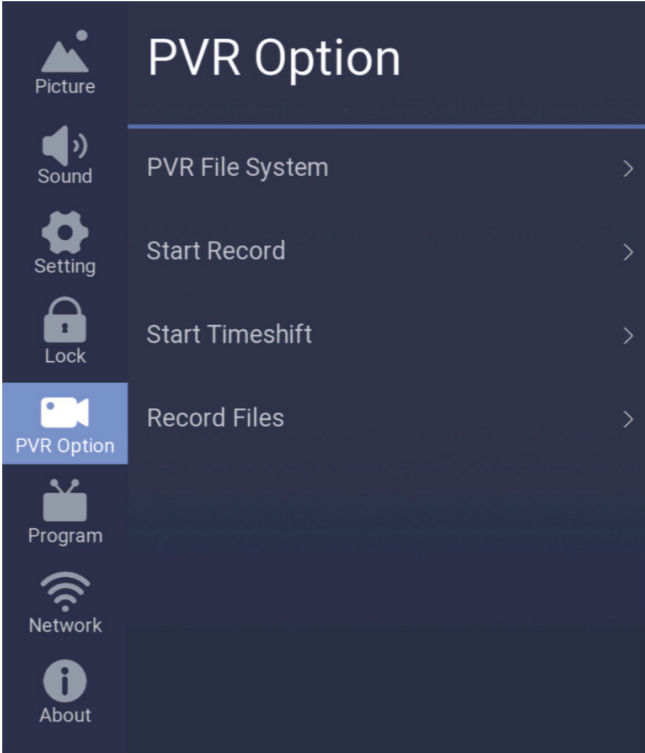 Picture
Sound
Setting
Lock
PVR Option
Program
Network
About
PVR Option
PVR File System
Start Record
Start Timeshift
Record Files